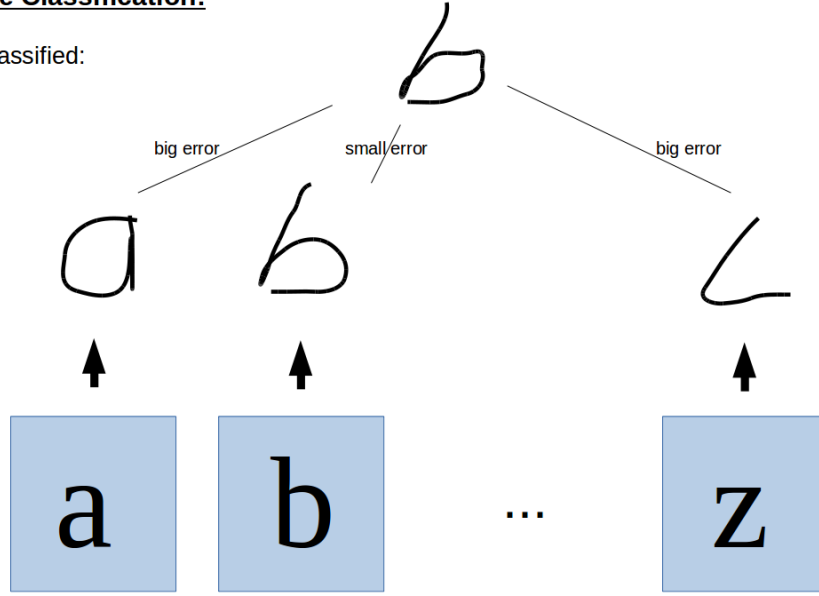 e Classification:
assified:
b
big error small error big error
a b
a b ... z